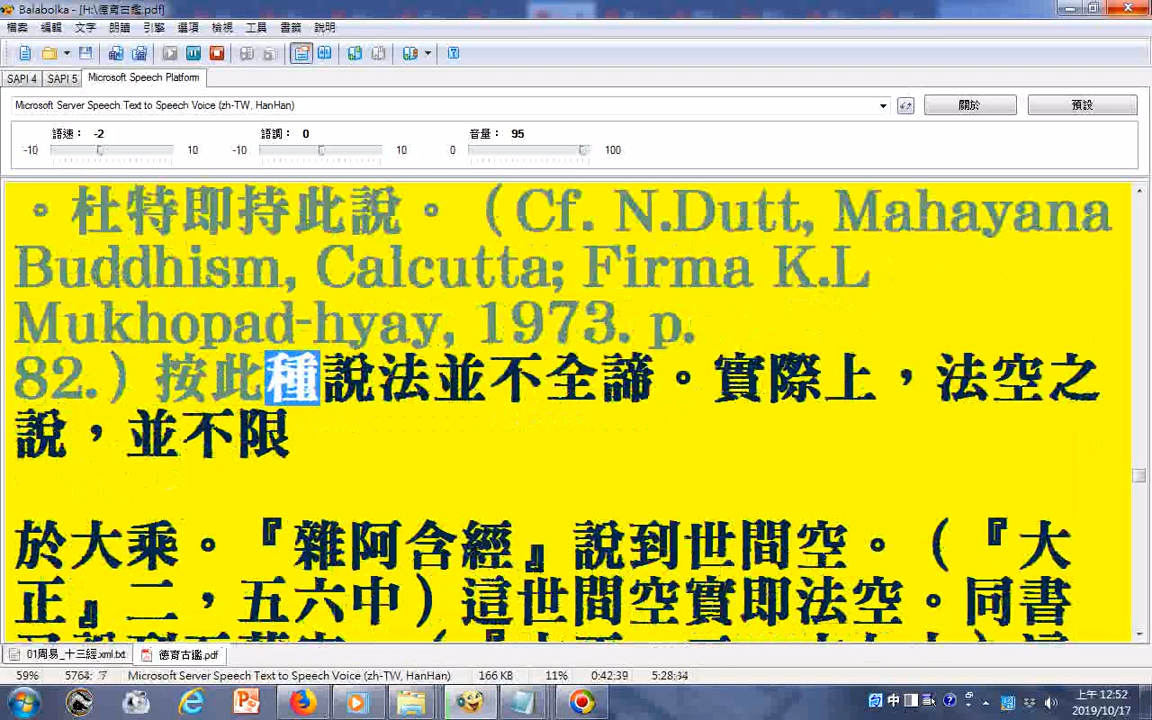 Balabolka - [H:\德育古鑑.pdf]
檔案 編輯 文字 朗讀 引擎 選項 檢視 工具 書籤 說明
SAPI 4 SAPI 5 Microsoft Speech Platform
Microsoft Server Speech Text to Speech Voice (zh-TW, HanHan) 關於 預設
語速： -2 語調： 0 音量： 95
-10 10 -10 10 0 100
。杜特即持此說。（Cf. N.Dutt, Mahayana
Buddhism, Calcutta; Firma K.L
Mukhopad-hyay, 1973. p.
82.）按此種說法並不全諦。實際上，法空之
說，並不限
於大乘。『雜阿含經』說到世間空。（『大
正』二，五六中）這世間空實即法空。同書
01周易_十三經.xml.txt 德育古鑑.pdf
59% Microsoft Server Speech Text to Speech Voice (zh-TW, HanHan) 166 KB 11% 0:42:39 5:28:34
中 上午 12:52
2019/10/17